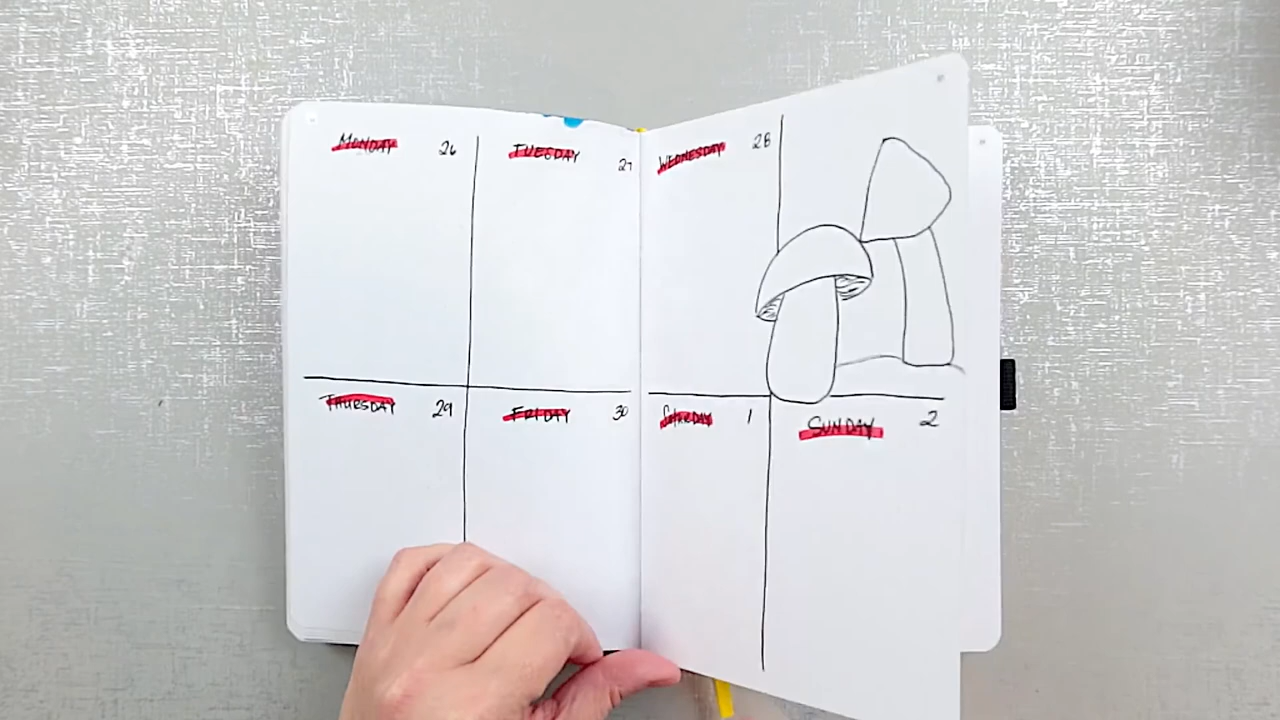 MONDAY 26
TUESDAY 27
WEDNESDAY 28
THURSDAY 29
FRIDAY 30
SATURDAY 1
SUNDAY 2